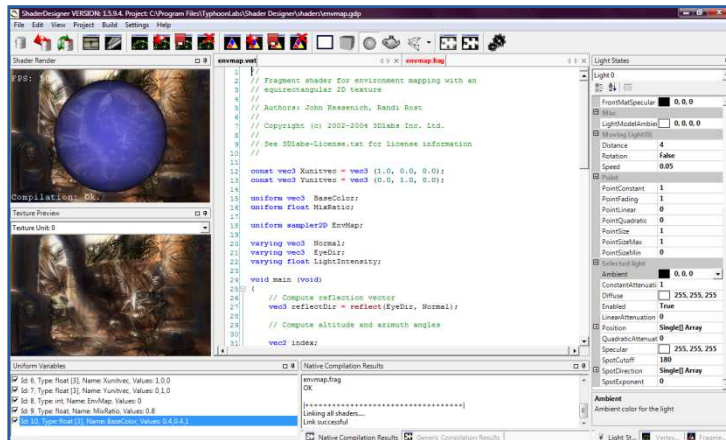 ShaderDesigner VERSION: 1.5.9.4. Project: C:\Program Files\TyphoonLabs\Shader Designer\shaders\envmap.gdp
File Edit View Project Build Settings Help
Shader Render
FPS: 50
Compilation: Ok.
Texture Preview
Texture Unit: 0
envmap.vert
envmap.frag
1 //
2 // Fragment shader for environment mapping with an
3 // equirectangular 2D texture
4 //
5 // Authors: John Kessenich, Randi Rost
6 //
7 // Copyright (c) 2002-2004 3Dlabs Inc. Ltd.
8 //
9 // See 3Dlabs-License.txt for license information
10 //
11
12 const vec3 Xunitvec = vec3 (1.0, 0.0, 0.0);
13 const vec3 Yunitvec = vec3 (0.0, 1.0, 0.0);
14
15 uniform vec3 BaseColor;
16 uniform float MixRatio;
17
18 uniform sampler2D EnvMap;
19
20 varying vec3 Normal;
21 varying vec3 EyeDir;
22 varying float LightIntensity;
23
24 void main (void)
25 {
26 // Compute reflection vector
27 vec3 reflectDir = reflect(EyeDir, Normal);
28
29 // Compute altitude and azimuth angles
30
31 vec2 index;
Light States
Light 0
FrontMatSpecular 0, 0, 0
LightModelAmbien 0, 0, 0, 0
Misc
Moving Light(0)
Distance 4
Rotation False
Speed 0.05
Point
PointConstant 1
PointFading 1
PointLinear 0
PointQuadratic 0
PointSize 1
PointSizeMax 1
PointSizeMin 0
Selected light
Ambient 0, 0, 0
ConstantAttenuati 1
Diffuse 255, 255, 255
Enabled True
LinearAttenuation 0
Position Single[] Array
QuadraticAttenuat 0
Specular 255, 255, 255
SpotCutoff 180
SpotDirection Single[] Array
SpotExponent 0
Ambient
Ambient color for the light
Light St... Vertex... Fragme...
Uniform Variables
Id: 6, Type: float [3], Name: Xunitvec, Values: 1,0,0
Id: 7, Type: float [3], Name: Yunitvec, Values: 0,1,0
Id: 8, Type: int, Name: EnvMap, Values: 0
Id: 9, Type: float, Name: MixRatio, Values: 0.8
Id: 10, Type: float [3], Name: BaseColor, Values: 0.4,0.4,1
Native Compilation Results
envmap.frag
OK
Linking all shaders....
Link successful
Native Compilation Results Generic Compilation Results